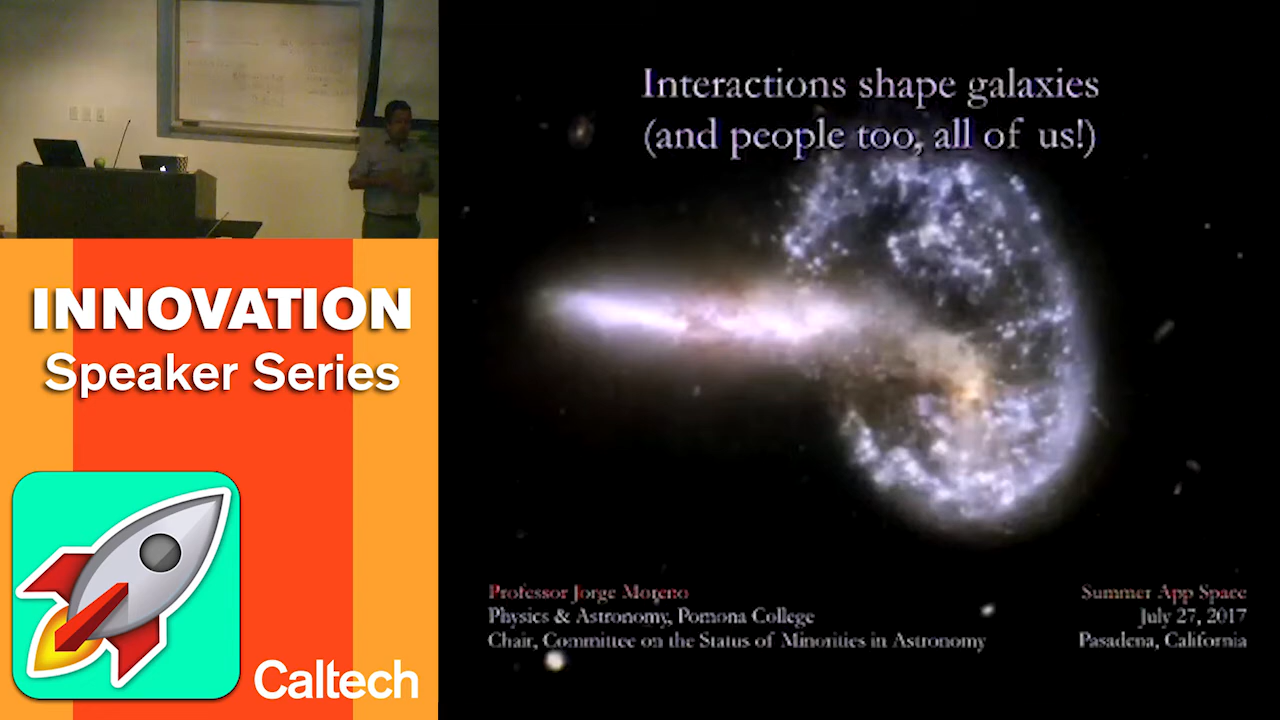 Interactions shape galaxies
(and people too, all of us!)
INNOVATION
Speaker Series
Caltech
Professor Jorge Moreno
Physics & Astronomy, Pomona College
Chair, Committee on the Status of Minorities in Astronomy
Summer App Space
July 27, 2017
Pasadena, California